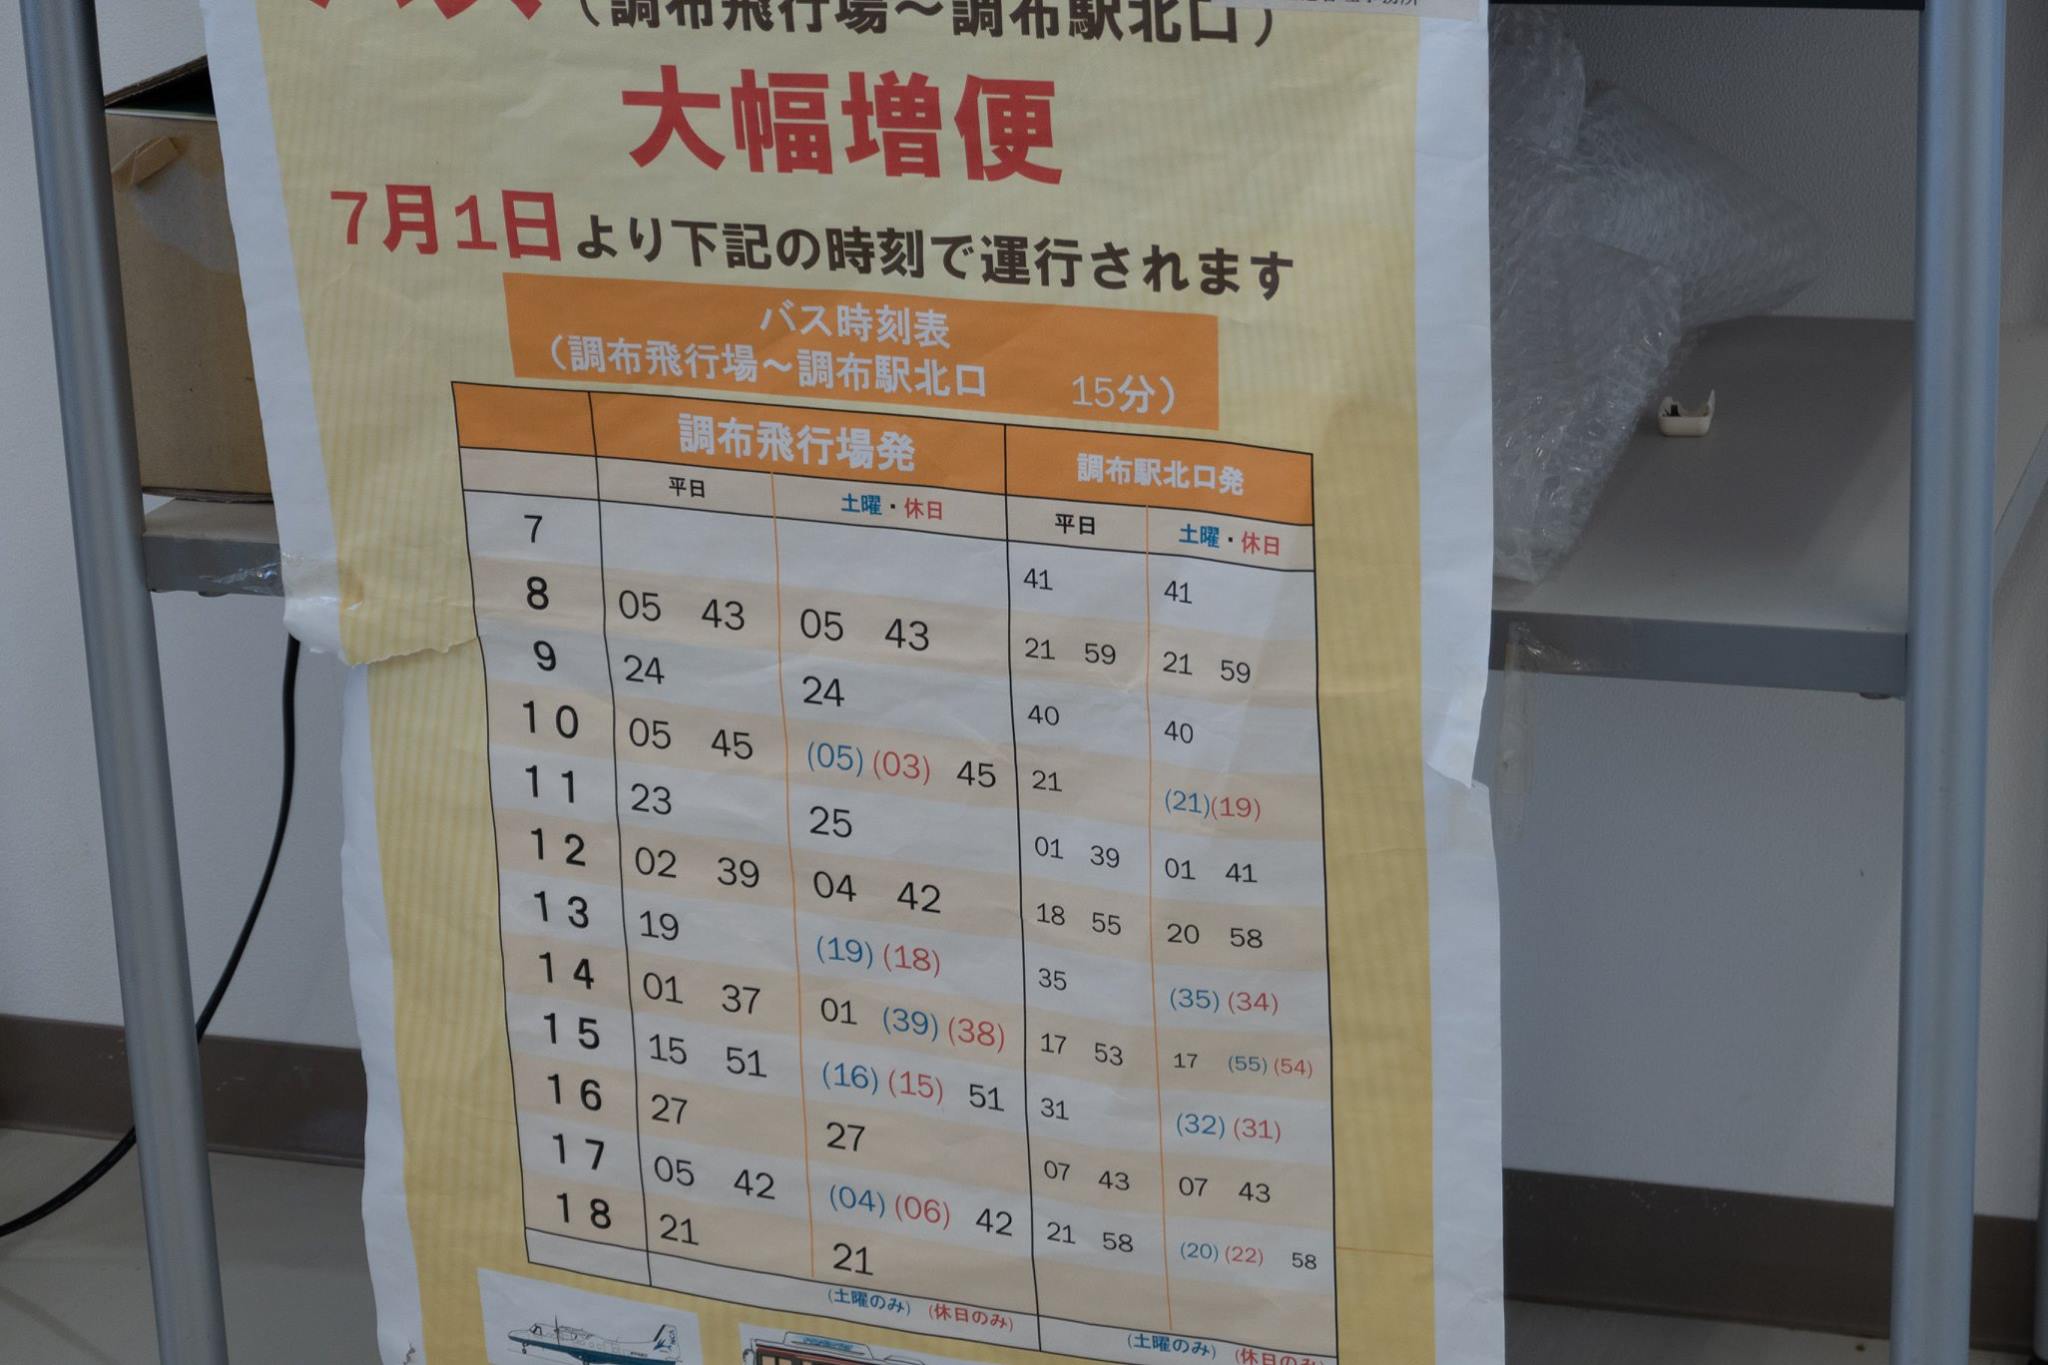 （調布飛行場～調布駅北口）
大幅増便
7月1日より下記の時刻で運行されます
バス時刻表
（調布飛行場～調布駅北口 15分）
調布飛行場発 調布駅北口発
平日 土曜・休日 平日 土曜・休日
7 41 41
8 05 43 05 43 21 59 21 59
9 24 24 40 40
10 05 45 (05)(03) 45 21 (21)(19)
11 23 25 01 39 01 41
12 02 39 04 42 18 55 20 58
13 19 (19)(18) 35 (35)(34)
14 01 37 01 (39)(38) 17 53 17 (55)(54)
15 15 51 (16)(15) 51 31 (32)(31)
16 27 27 07 43 07 43
17 05 42 (04)(06) 42 21 58 (20)(22) 58
18 21 21
(土曜のみ) (休日のみ) (土曜のみ) (休日のみ)